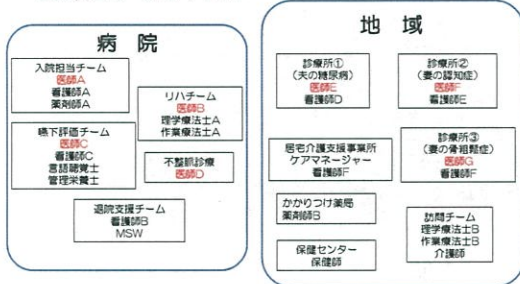 病　院
入院担当チーム
医師A
看護師A
薬剤師A
リハチーム
医師B
理学療法士A
作業療法士A
嚥下評価チーム
医師C
看護師C
言語聴覚士
管理栄養士
不整脈診療
医師D
退院支援チーム
看護師B
MSW
地　域
診療所①
(夫の糖尿病)
医師E
看護師D
診療所②
(妻の認知症)
医師F
看護師E
居宅介護支援事業所
ケアマネージャー
看護師F
診療所③
(妻の骨粗鬆症)
医師G
看護師F
かかりつけ薬局
薬剤師B
訪問チーム
理学療法士B
作業療法士B
介護師
保健センター
保健師